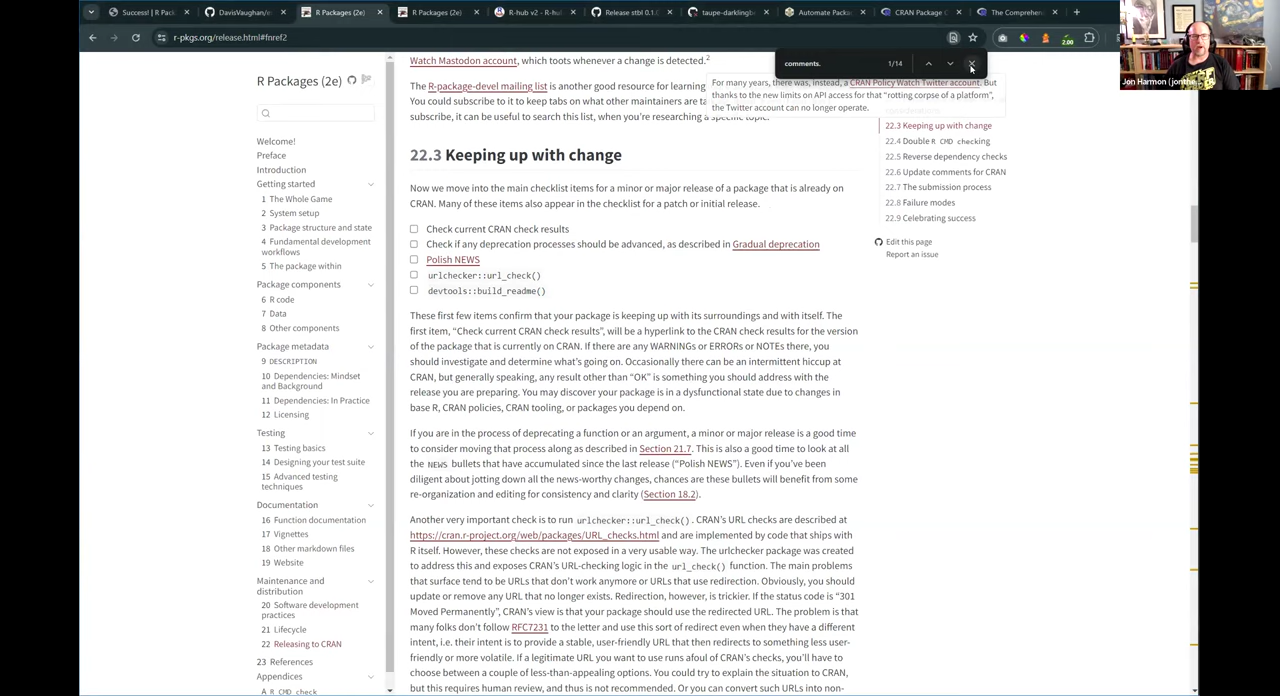 Success! | R Pack
DavisVaughan/m
R Packages (2e)
R Packages (2e)
R-hub v2 - R-hub
Release stbl 0.1.
taupe-darklingbe
Automate Packag
CRAN Package C
The Comprehens
r-pkgs.org/release.html#fnref2
2.00
Jon Harmon (jonthe
comments.
1/14
R Packages (2e)
Welcome!
Preface
Introduction
Getting started
1 The Whole Game
2 System setup
3 Package structure and state
4 Fundamental development
workflows
5 The package within
Package components
6 R code
7 Data
8 Other components
Package metadata
9 DESCRIPTION
10 Dependencies: Mindset
and Background
11 Dependencies: In Practice
12 Licensing
Testing
13 Testing basics
14 Designing your test suite
15 Advanced testing
techniques
Documentation
16 Function documentation
17 Vignettes
18 Other markdown files
19 Website
Maintenance and
distribution
20 Software development
practices
21 Lifecycle
22 Releasing to CRAN
23 References
Appendices
A R CMD check
Watch Mastodon account, which toots whenever a change is detected.2
The R-package-devel mailing list is another good resource for learning
You could subscribe to it to keep tabs on what other maintainers are ta
subscribe, it can be useful to search this list, when you're researching a specific topic.
For many years, there was, instead, a CRAN Policy Watch Twitter account. But
thanks to the new limits on API access for that "rotting corpse of a platform",
the Twitter account can no longer operate.
22.3 Keeping up with change
Now we move into the main checklist items for a minor or major release of a package that is already on
CRAN. Many of these items also appear in the checklist for a patch or initial release.
Check current CRAN check results
Check if any deprecation processes should be advanced, as described in Gradual deprecation
Polish NEWS
urlchecker::url_check()
devtools::build_readme()
These first few items confirm that your package is keeping up with its surroundings and with itself. The
first item, "Check current CRAN check results", will be a hyperlink to the CRAN check results for the version
of the package that is currently on CRAN. If there are any WARNINGs or ERRORs or NOTEs there, you
should investigate and determine what's going on. Occasionally there can be an intermittent hiccup at
CRAN, but generally speaking, any result other than "OK" is something you should address with the
release you are preparing. You may discover your package is in a dysfunctional state due to changes in
base R, CRAN policies, CRAN tooling, or packages you depend on.
If you are in the process of deprecating a function or an argument, a minor or major release is a good time
to consider moving that process along as described in Section 21.7. This is also a good time to look at all
the NEWS bullets that have accumulated since the last release ("Polish NEWS"). Even if you've been
diligent about jotting down all the news-worthy changes, chances are these bullets will benefit from some
re-organization and editing for consistency and clarity (Section 18.2).
Another very important check is to run urlchecker::url_check(). CRAN's URL checks are described at
https://cran.r-project.org/web/packages/URL_checks.html and are implemented by code that ships with
R itself. However, these checks are not exposed in a very usable way. The urlchecker package was created
to address this and exposes CRAN's URL-checking logic in the url_check() function. The main problems
that surface tend to be URLs that don't work anymore or URLs that use redirection. Obviously, you should
update or remove any URL that no longer exists. Redirection, however, is trickier. If the status code is "301
Moved Permanently", CRAN's view is that your package should use the redirected URL. The problem is that
many folks don't follow RFC7231 to the letter and use this sort of redirect even when they have a different
intent, i.e. their intent is to provide a stable, user-friendly URL that then redirects to something less user-
friendly or more volatile. If a legitimate URL you want to use runs afoul of CRAN's checks, you'll have to
choose between a couple of less-than-appealing options. You could try to explain the situation to CRAN,
but this requires human review, and thus is not recommended. Or you can convert such URLs into non-
22.3 Keeping up with change
22.4 Double R CMD checking
22.5 Reverse dependency checks
22.6 Update comments for CRAN
22.7 The submission process
22.8 Failure modes
22.9 Celebrating success
Edit this page
Report an issue